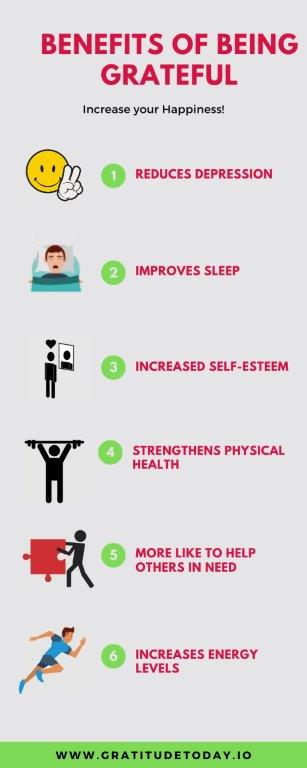 BENEFITS OF BEING
GRATEFUL
Increase your Happiness!
1 REDUCES DEPRESSION
2 IMPROVES SLEEP
3 INCREASED SELF-ESTEEM
4 STRENGTHENS PHYSICAL
HEALTH
5 MORE LIKE TO HELP
OTHERS IN NEED
6 INCREASES ENERGY
LEVELS
WWW.GRATITUDETODAY.IO